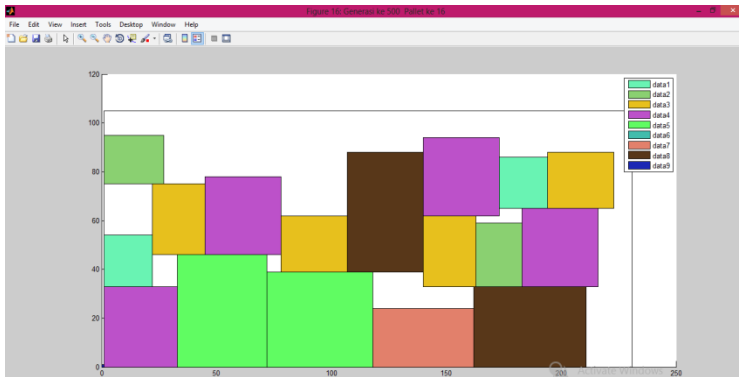 Figure 16: Generasi ke 500 Palet ke 16
File Edit View Insert Tools Desktop Window Help
120
100
80
60
40
20
0
0 50 100 150 200 250
data1
data2
data3
data4
data5
data6
data7
data8
data9
Activate Windows